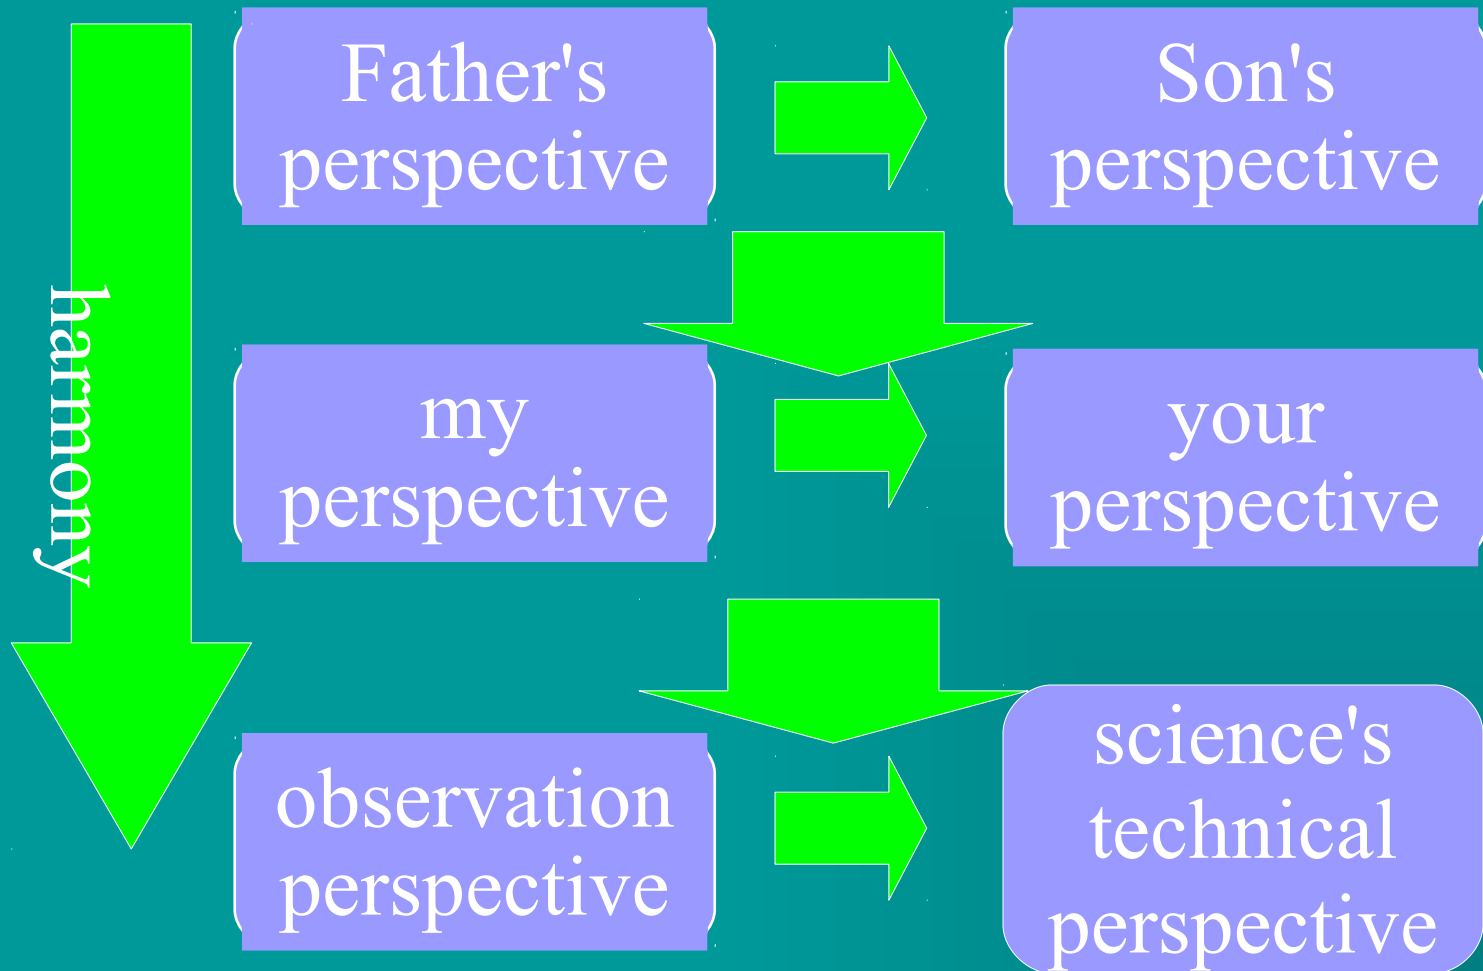 Father's
perspective
Son's
perspective
harmony
my
perspective
your
perspective
observation
perspective
science's
technical
perspective